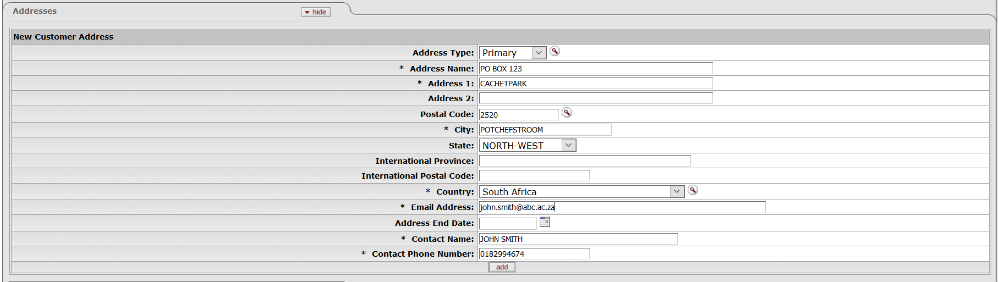 Addresses hide
New Customer Address
Address Type: Primary
* Address Name: PO BOX 123
* Address 1: CACHETPARK
Address 2:
Postal Code: 2520
* City: POTCHEFSTROOM
State: NORTH-WEST
International Province:
International Postal Code:
* Country: South Africa
* Email Address: john.smith@abc.ac.za
Address End Date:
* Contact Name: JOHN SMITH
* Contact Phone Number: 0182994674
add